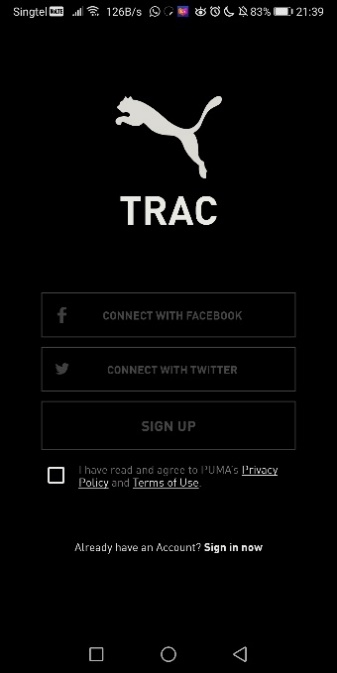 Singtel VoLTE 126B/s 83% 21:39
TRAC
CONNECT WITH FACEBOOK
CONNECT WITH TWITTER
SIGN UP
I have read and agree to PUMA's Privacy
Policy and Terms of Use.
Already have an Account? Sign in now